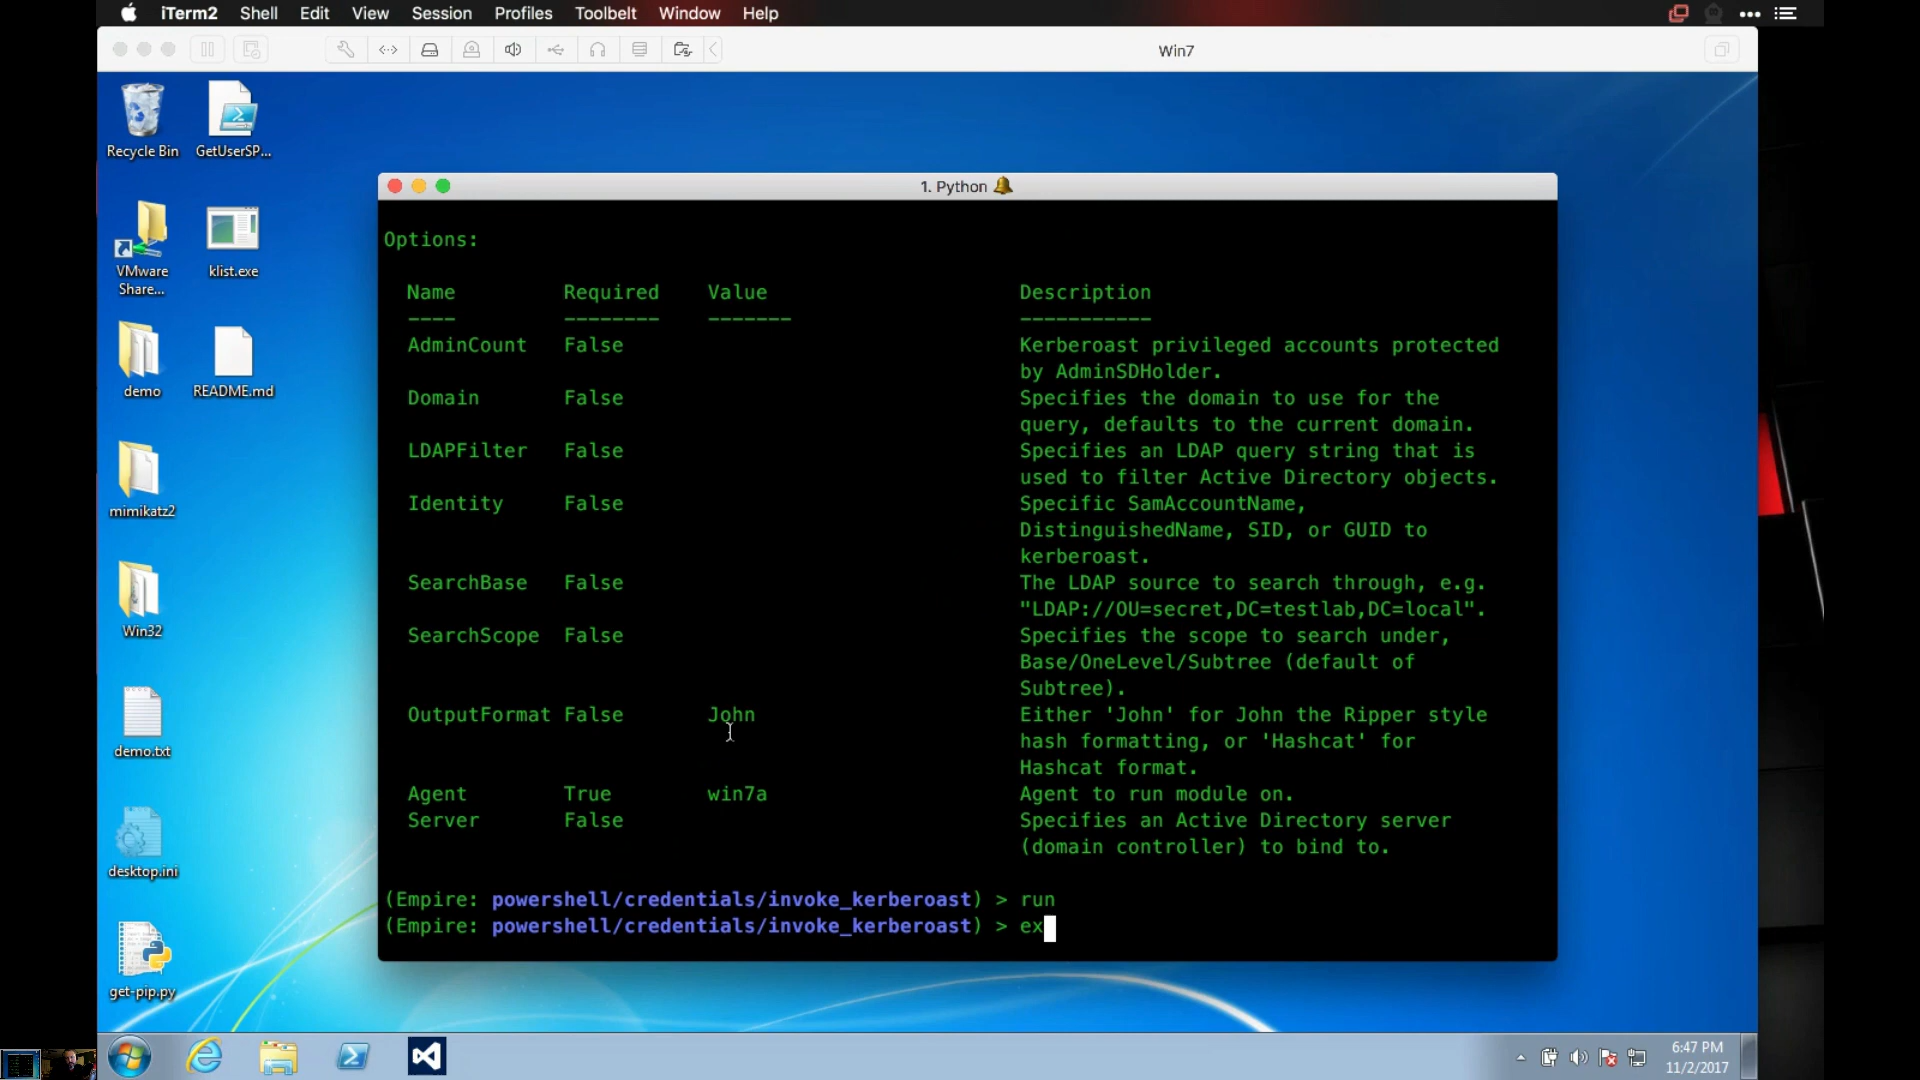 iTerm2 Shell Edit View Session Profiles Toolbelt Window Help
Win7
Recycle Bin
GetUserSP...
VMware
Share...
klist.exe
demo
README.md
mimikatz2
Win32
demo.txt
desktop.ini
get-pip.py
1. Python
Options:
Name Required Value Description
---- -------- ------- -----------
AdminCount False Kerberoast privileged accounts protected
by AdminSDHolder.
Domain False Specifies the domain to use for the
query, defaults to the current domain.
LDAPFilter False Specifies an LDAP query string that is
used to filter Active Directory objects.
Identity False Specific SamAccountName,
DistinguishedName, SID, or GUID to
kerberoast.
SearchBase False The LDAP source to search through, e.g.
"LDAP://OU=secret,DC=testlab,DC=local".
SearchScope False Specifies the scope to search under,
Base/OneLevel/Subtree (default of
Subtree).
OutputFormat False John Either 'John' for John the Ripper style
hash formatting, or 'Hashcat' for
Hashcat format.
Agent True win7a Agent to run module on.
Server False Specifies an Active Directory server
(domain controller) to bind to.
(Empire: powershell/credentials/invoke_kerberoast) > run
(Empire: powershell/credentials/invoke_kerberoast) > ex
6:47 PM
11/2/2017